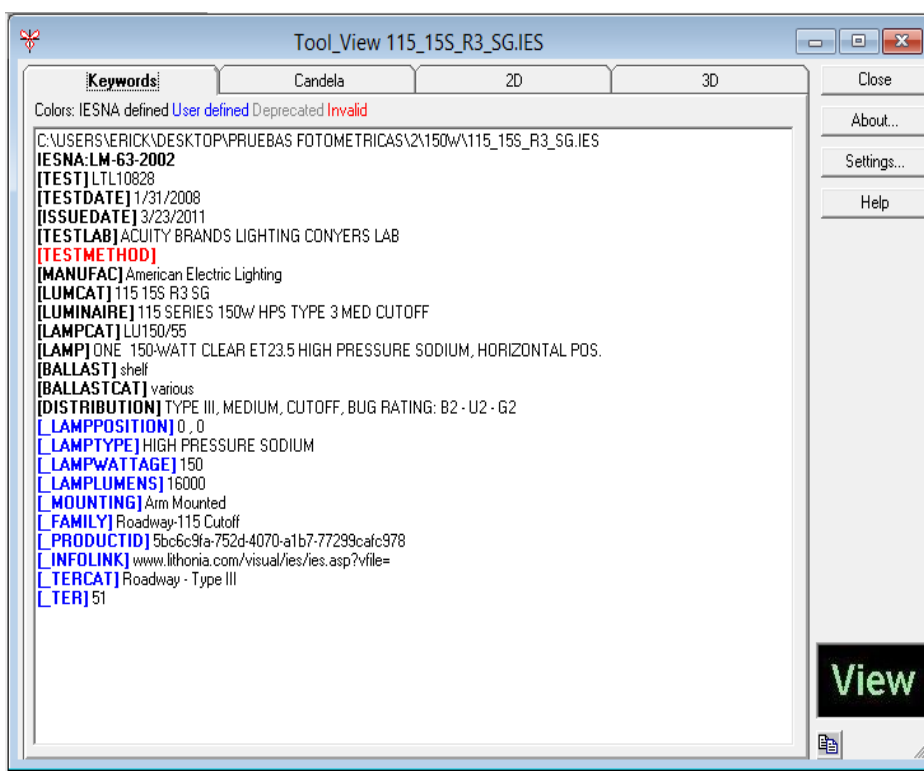 Tool_View 115_15S_R3_SG.IES
Keywords Candela 2D 3D
Close
About...
Settings...
Help
Colors: IESNA defined User defined Deprecated Invalid
C:\USERS\ERICK\DESKTOP\PRUEBAS FOTOMETRICAS\2\150W\115_15S_R3_SG.IES
IESNA:LM-63-2002
[TEST] LTL10828
[TESTDATE] 1/31/2008
[ISSUEDATE] 3/23/2011
[TESTLAB] ACUITY BRANDS LIGHTING CONYERS LAB
[TESTMETHOD]
[MANUFAC] American Electric Lighting
[LUMCAT] 115 15S R3 SG
[LUMINAIRE] 115 SERIES 150W HPS TYPE 3 MED CUTOFF
[LAMPCAT] LU150/55
[LAMP] ONE  150-WATT CLEAR ET23.5 HIGH PRESSURE SODIUM, HORIZONTAL POS.
[BALLAST] shelf
[BALLASTCAT] various
[DISTRIBUTION] TYPE III, MEDIUM, CUTOFF, BUG RATING: B2 - U2 - G2
[_LAMPPOSITION] 0 , 0
[_LAMPTYPE] HIGH PRESSURE SODIUM
[_LAMPWATTAGE] 150
[_LAMPLUMENS] 16000
[_MOUNTING] Arm Mounted
[_FAMILY] Roadway-115 Cutoff
[_PRODUCTID] 5bc6c9fa-752d-4070-a1b7-77299cafc978
[_INFOLINK] www.lithonia.com/visual/ies/ies.asp?vfile=
[_TERCAT] Roadway - Type III
[_TER] 51
View